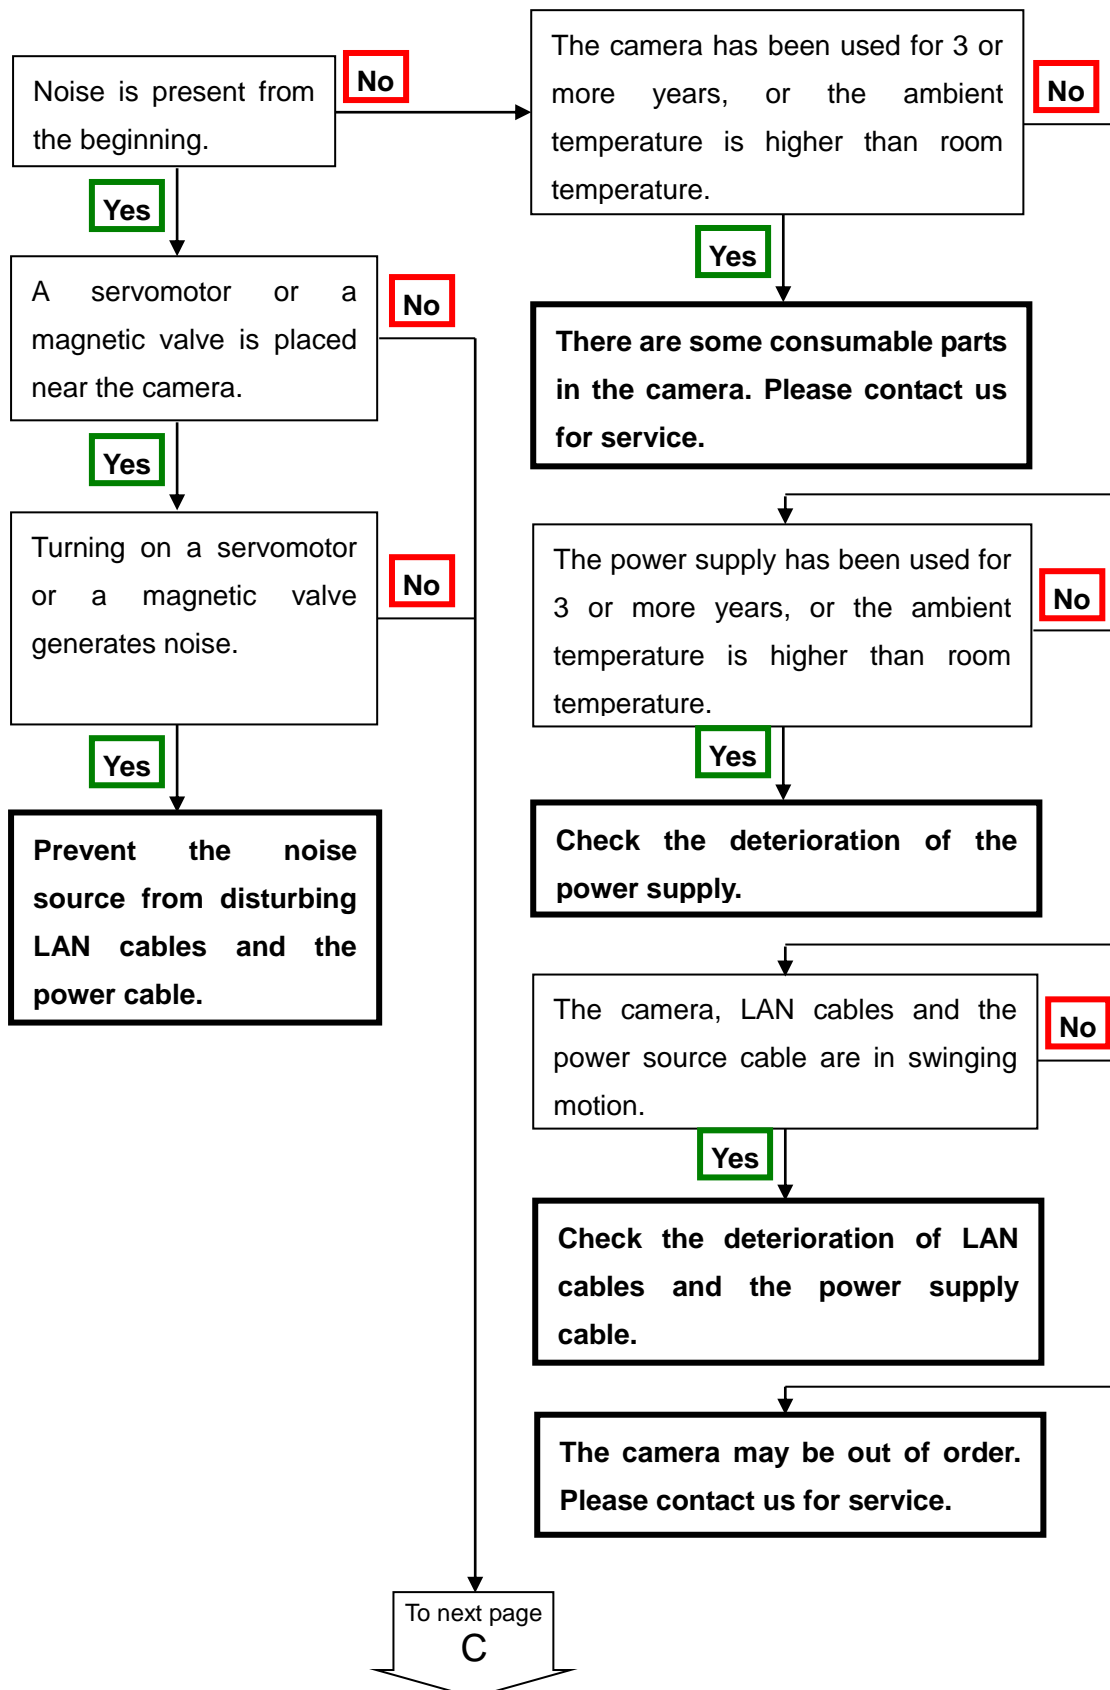 Noise is present from
the beginning.
No
Yes
A servomotor or a
magnetic valve is placed
near the camera.
No
Yes
Turning on a servomotor
or a magnetic valve
generates noise.
No
Yes
Prevent the noise
source from disturbing
LAN cables and the
power cable.
The camera has been used for 3 or
more years, or the ambient
temperature is higher than room
temperature.
No
Yes
There are some consumable parts
in the camera. Please contact us
for service.
The power supply has been used for
3 or more years, or the ambient
temperature is higher than room
temperature.
No
Yes
Check the deterioration of the
power supply.
The camera, LAN cables and the
power source cable are in swinging
motion.
No
Yes
Check the deterioration of LAN
cables and the power supply
cable.
The camera may be out of order.
Please contact us for service.
To next page
C